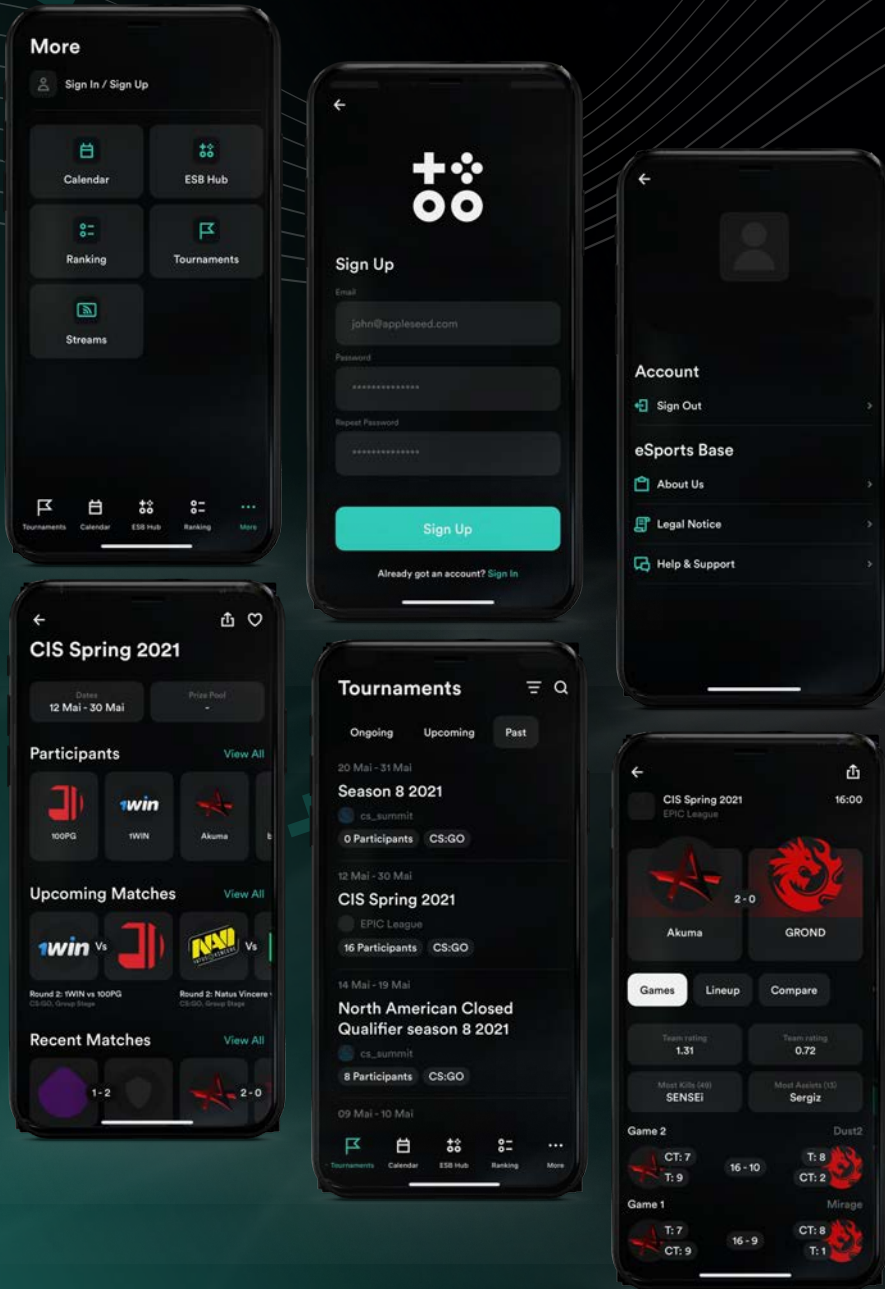 More
Sign In / Sign Up
Calendar
ESB Hub
Ranking
Tournaments
Streams
Tournaments
Calendar
ESB Hub
Ranking
More
Sign Up
Email
john@appleseed.com
Password
**************
Repeat Password
**************
Sign Up
Already got an account? Sign In
Account
Sign Out
eSports Base
About Us
Legal Notice
Help & Support
CIS Spring 2021
Dates
12 Mai - 30 Mai
Prize Pool
-
Participants
View All
1win
100PG
1WIN
Akuma
b
Upcoming Matches
View All
1win Vs
NAVI
NATUS VINCERE
Vs
Round 2: 1WIN vs 100PG
CS:GO, Group Stage
Round 2: Natus Vincere
CS:GO, Group Stage
Recent Matches
View All
1 - 2
2 - 0
Tournaments
Ongoing
Upcoming
Past
20 Mai - 31 Mai
Season 8 2021
cs_summit
0 Participants
CS:GO
12 Mai - 30 Mai
CIS Spring 2021
EPIC League
16 Participants
CS:GO
14 Mai - 19 Mai
North American Closed
Qualifier season 8 2021
cs_summit
8 Participants
CS:GO
09 Mai - 10 Mai
Tournaments
Calendar
ESB Hub
Ranking
More
CIS Spring 2021
16:00
EPIC League
2 - 0
Akuma
GROND
Games
Lineup
Compare
Team rating
1.31
Team rating
0.72
Most Kills (49)
SENSEi
Most Assists (13)
Sergiz
Game 2
Dust2
CT: 7
T: 9
16 - 10
T: 8
CT: 2
Game 1
Mirage
T: 7
CT: 9
16 - 9
CT: 8
T: 1